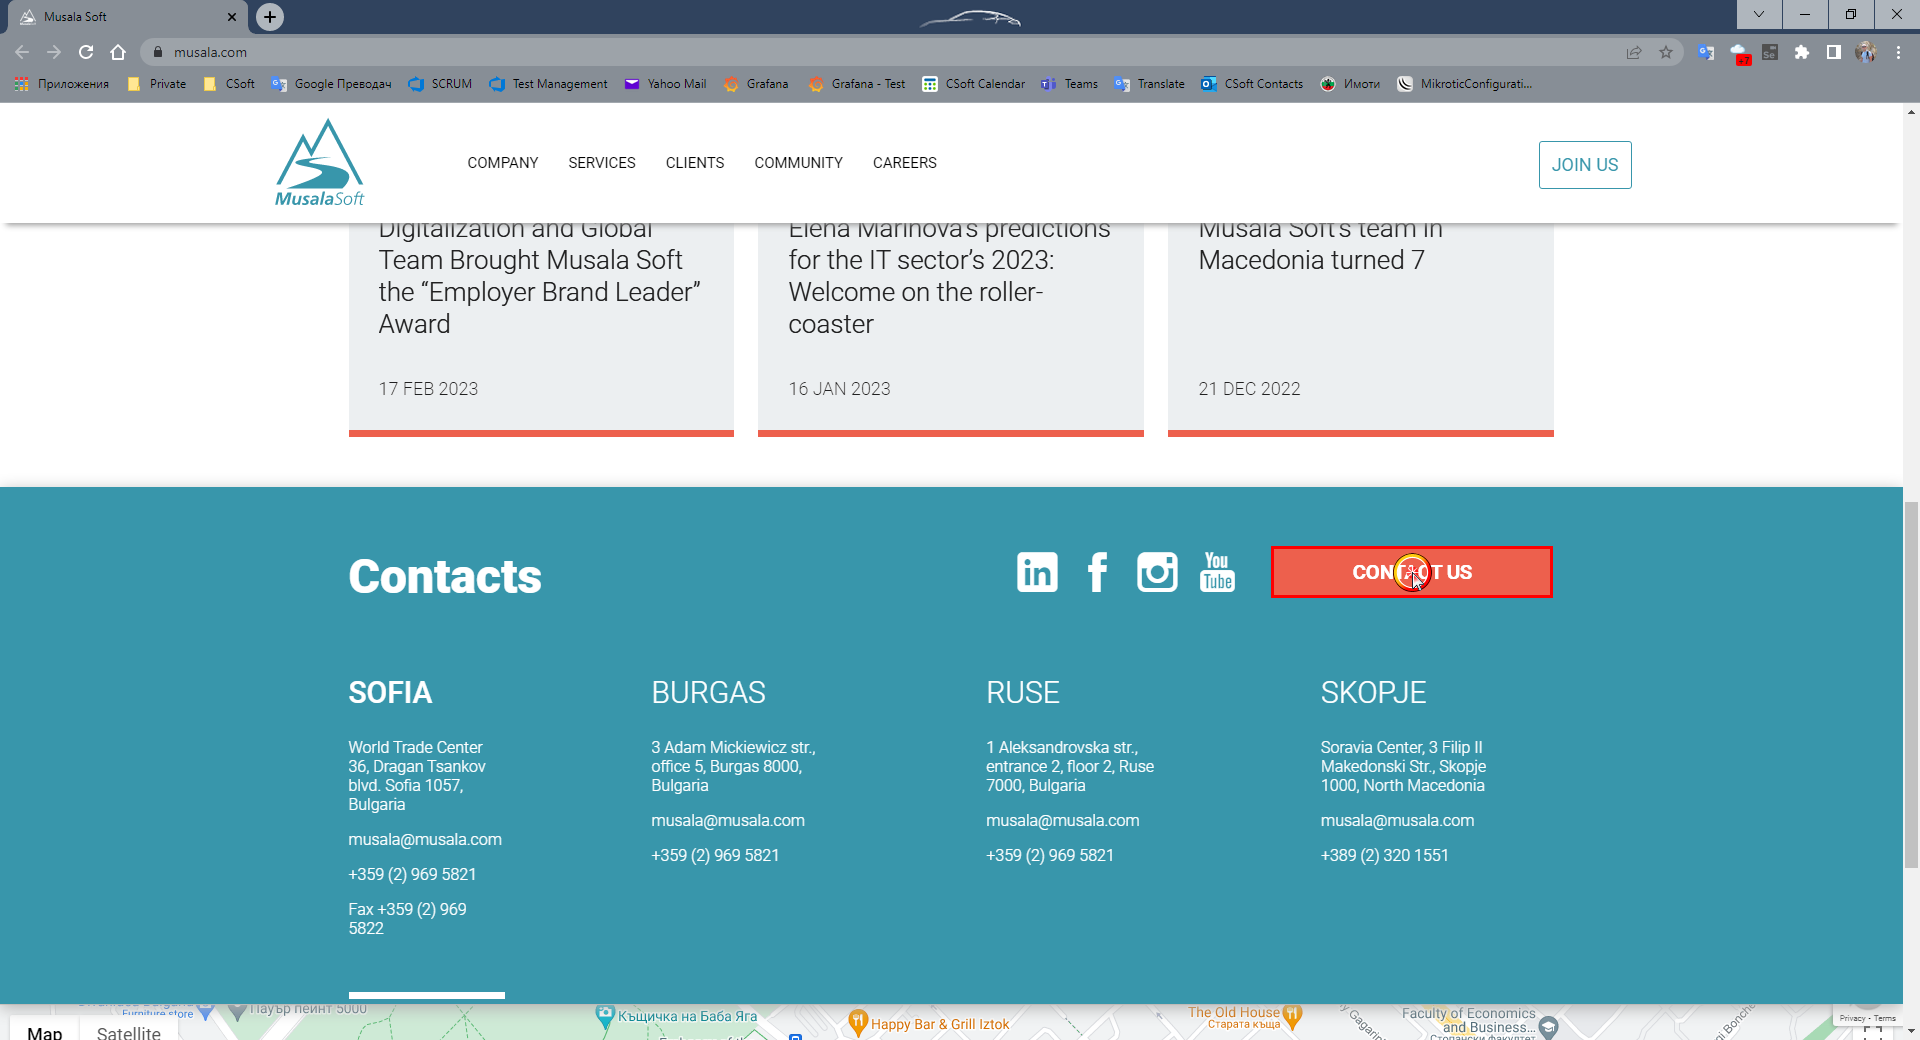 Musala Soft
musala.com
Приложения
Private
CSoft
Google Преводач
SCRUM
Test Management
Yahoo Mail
Grafana
Grafana - Test
CSoft Calendar
Teams
Translate
CSoft Contacts
Имоти
MikroticConfigurati...
MusalaSoft
COMPANY
SERVICES
CLIENTS
COMMUNITY
CAREERS
JOIN US
Digitalization and Global
Team Brought Musala Soft
the “Employer Brand Leader”
Award
17 FEB 2023
Elena Marinova's predictions
for the IT sector’s 2023:
Welcome on the roller-
coaster
16 JAN 2023
Musala Soft's team in
Macedonia turned 7
21 DEC 2022
Contacts
in
f
You
Tube
CONTACT US
SOFIA
World Trade Center
36, Dragan Tsankov
blvd. Sofia 1057,
Bulgaria
musala@musala.com
+359 (2) 969 5821
Fax +359 (2) 969
5822
BURGAS
3 Adam Mickiewicz str.,
office 5, Burgas 8000,
Bulgaria
musala@musala.com
+359 (2) 969 5821
RUSE
1 Aleksandrovska str.,
entrance 2, floor 2, Ruse
7000, Bulgaria
musala@musala.com
+359 (2) 969 5821
SKOPJE
Soravia Center, 3 Filip II
Makedonski Str., Skopje
1000, North Macedonia
musala@musala.com
+389 (2) 320 1551
Furniture store
Пауър пейнт 5000
Къщичка на Баба Яга
Happy Bar & Grill Iztok
The Old House
Старата къща
Faculty of Economics
and Business...
Стопански факултет
Map
Satellite
Privacy - Terms